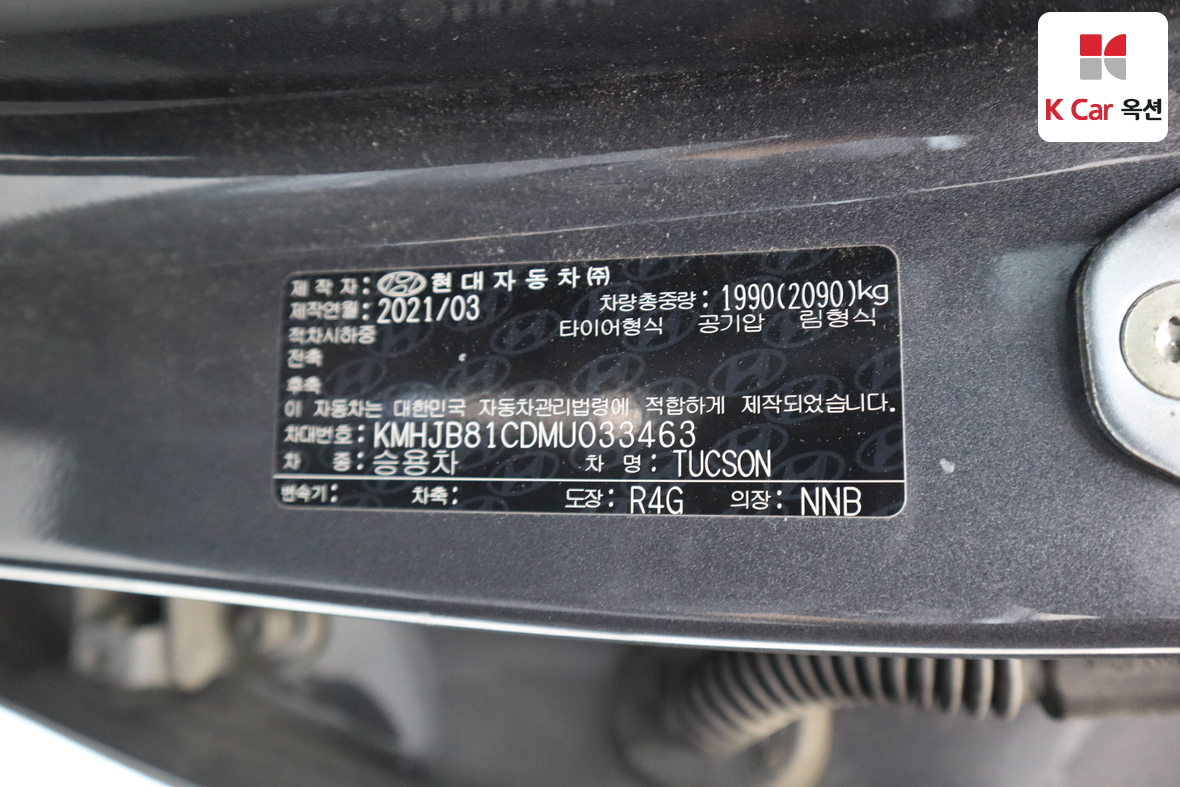 K Car 옥션
제 작 자 : 현 대 자 동 차 ㈜
제작연월 : 2021/03 차량총중량 : 1990(2090)kg
적차시하중 타이어형식 공기압 림형식
전축
후축
이 자동차는 대한민국 자동차관리법령에 적합하게 제작되었습니다.
차대번호 : KMHJB81CDMU033463
차 종 : 승용차 차 명 : TUCSON
변속기 : 차축 : 도장 : R4G 의장 : NNB